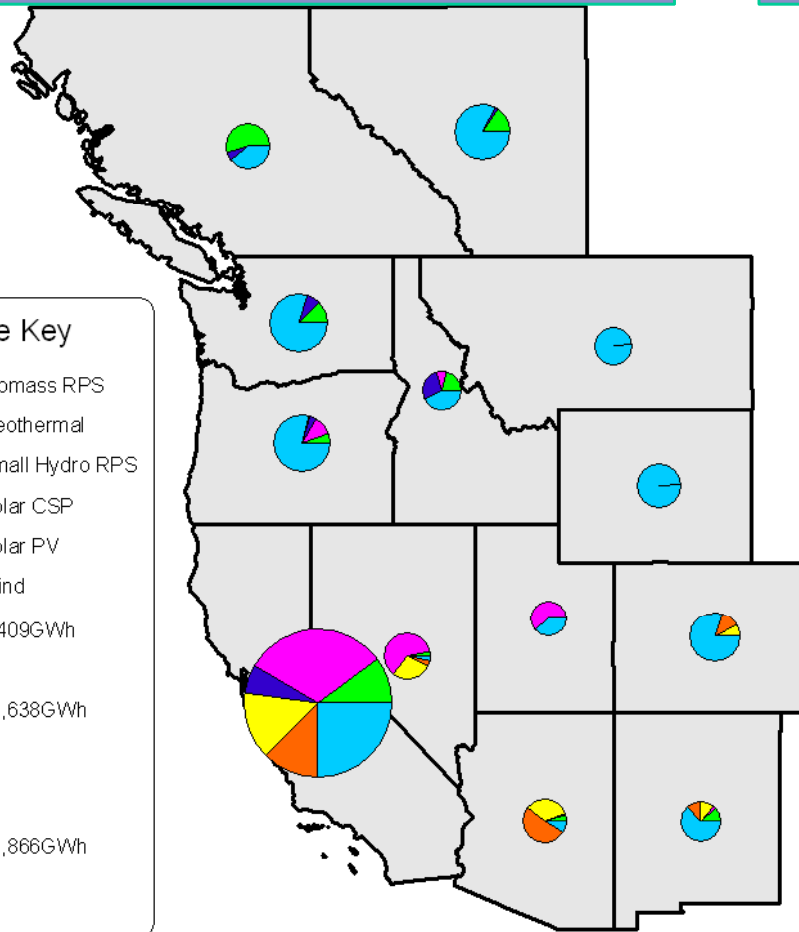 e Key
omass RPS
eothermal
mall Hydro RPS
olar CSP
olar PV
ind
409GWh
,638GWh
,866GWh